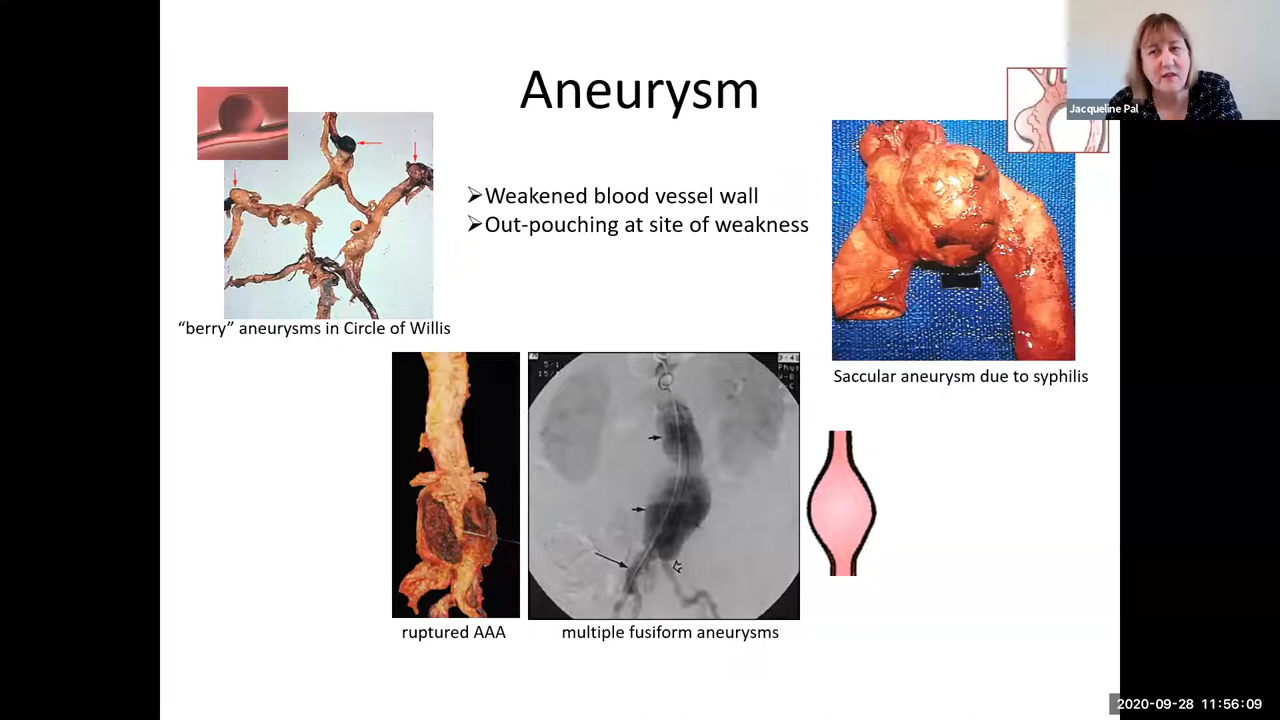 Jacqueline Pal
Aneurysm
➢Weakened blood vessel wall
➢Out-pouching at site of weakness
“berry” aneurysms in Circle of Willis
Saccular aneurysm due to syphilis
ruptured AAA
multiple fusiform aneurysms
2020-09-28 11:56:09